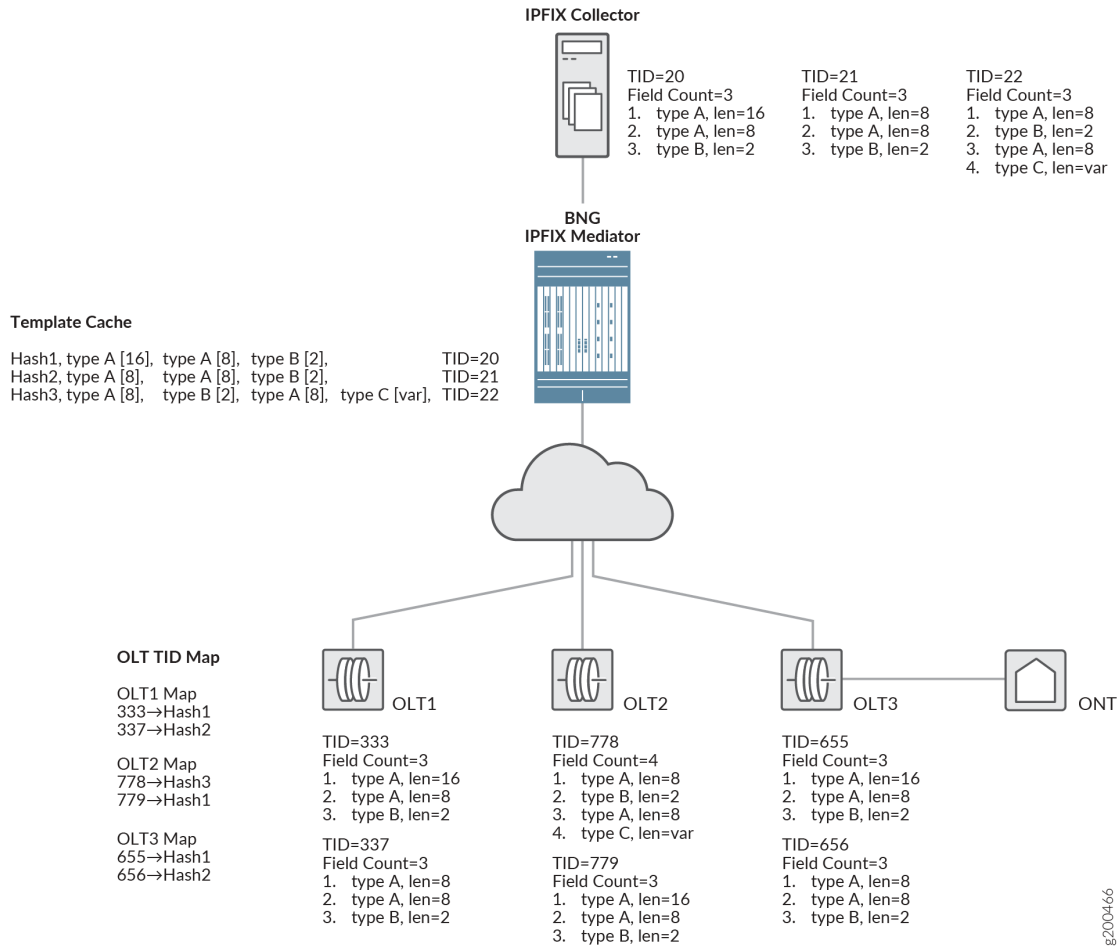 IPFIX Collector
TID=20
Field Count=3
1. type A, len=16
2. type A, len=8
3. type B, len=2
TID=21
Field Count=3
1. type A, len=8
2. type A, len=8
3. type B, len=2
TID=22
Field Count=3
1. type A, len=8
2. type B, len=2
3. type A, len=8
4. type C, len=var
BNG
IPFIX Mediator
Template Cache
Hash1, type A [16], type A [8], type B [2], TID=20
Hash2, type A [8], type A [8], type B [2], TID=21
Hash3, type A [8], type B [2], type A [8], type C [var], TID=22
OLT TID Map
OLT1 Map
333→Hash1
337→Hash2
OLT2 Map
778→Hash3
779→Hash1
OLT3 Map
655→Hash1
656→Hash2
OLT1
TID=333
Field Count=3
1. type A, len=16
2. type A, len=8
3. type B, len=2
TID=337
Field Count=3
1. type A, len=8
2. type A, len=8
3. type B, len=2
OLT2
TID=778
Field Count=4
1. type A, len=8
2. type B, len=2
3. type A, len=8
4. type C, len=var
TID=779
Field Count=3
1. type A, len=16
2. type A, len=8
3. type B, len=2
OLT3
TID=655
Field Count=3
1. type A, len=16
2. type A, len=8
3. type B, len=2
TID=656
Field Count=3
1. type A, len=8
2. type A, len=8
3. type B, len=2
ONT
g200466